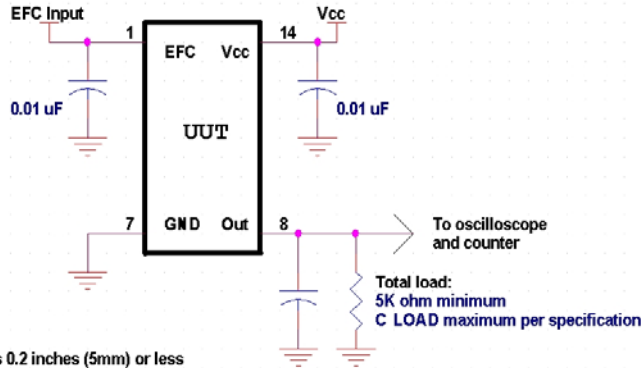 EFC Input
Vcc
1
14
EFC
Vcc
0.01 uF
0.01 uF
UUT
7
GND
Out
8
To oscilloscope
and counter
Total load:
5K ohm minimum
C LOAD maximum per specification
0.2 inches (5mm) or less